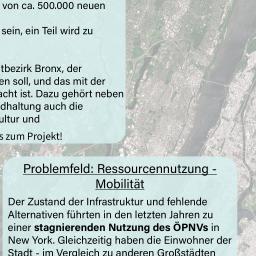 von ca. 500.000 neuen
sein, ein Teil wird zu
tbezirk Bronx, der
en soll, und das mit der
acht ist. Dazu gehört neben
dhaltung auch die
ultur und
s zum Projekt!
Problemfeld: Ressourcennutzung -
Mobilität
Der Zustand der Infrastruktur und fehlende
Alternativen führten in den letzten Jahren zu
einer stagnierenden Nutzung des ÖPNVs in
New York. Gleichzeitig haben die Einwohner der
Stadt - im Vergleich zu anderen Großstädten